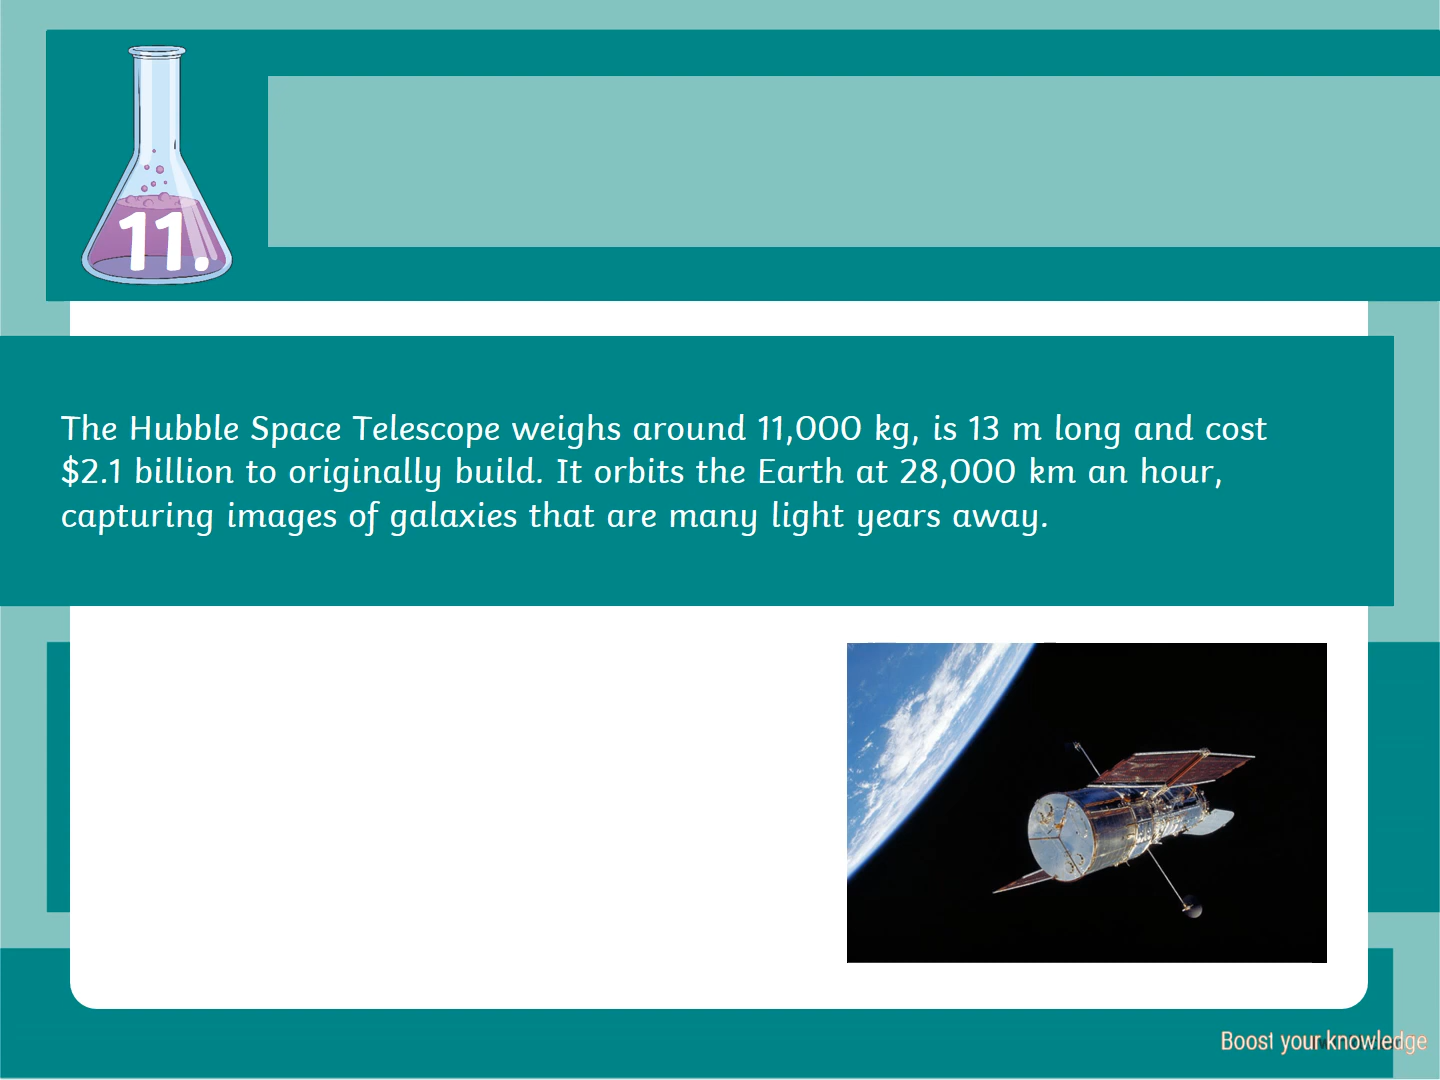 11.
The Hubble Space Telescope weighs around 11,000 kg, is 13 m long and cost
$2.1 billion to originally build. It orbits the Earth at 28,000 km an hour,
capturing images of galaxies that are many light years away.
Boost your knowledge